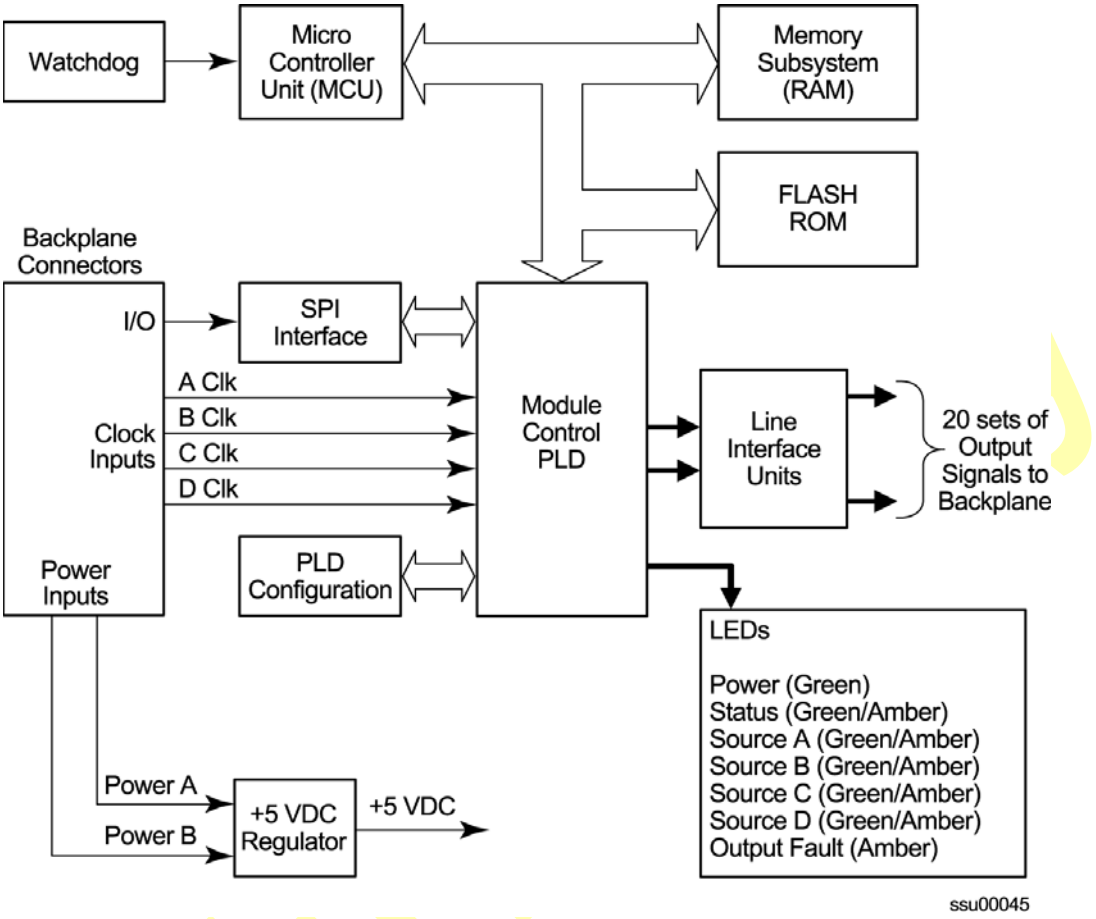 Watchdog
Micro
Controller
Unit (MCU)
Memory
Subsystem
(RAM)
FLASH
ROM
Backplane
Connectors
I/O
SPI
Interface
A Clk
B Clk
Clock
Inputs
C Clk
D Clk
Module
Control
PLD
Line
Interface
Units
20 sets of
Output
Signals to
Backplane
Power
Inputs
PLD
Configuration
LEDs
Power (Green)
Status (Green/Amber)
Source A (Green/Amber)
Source B (Green/Amber)
Source C (Green/Amber)
Source D (Green/Amber)
Output Fault (Amber)
Power A
Power B
+5 VDC
Regulator
+5 VDC
ssu00045